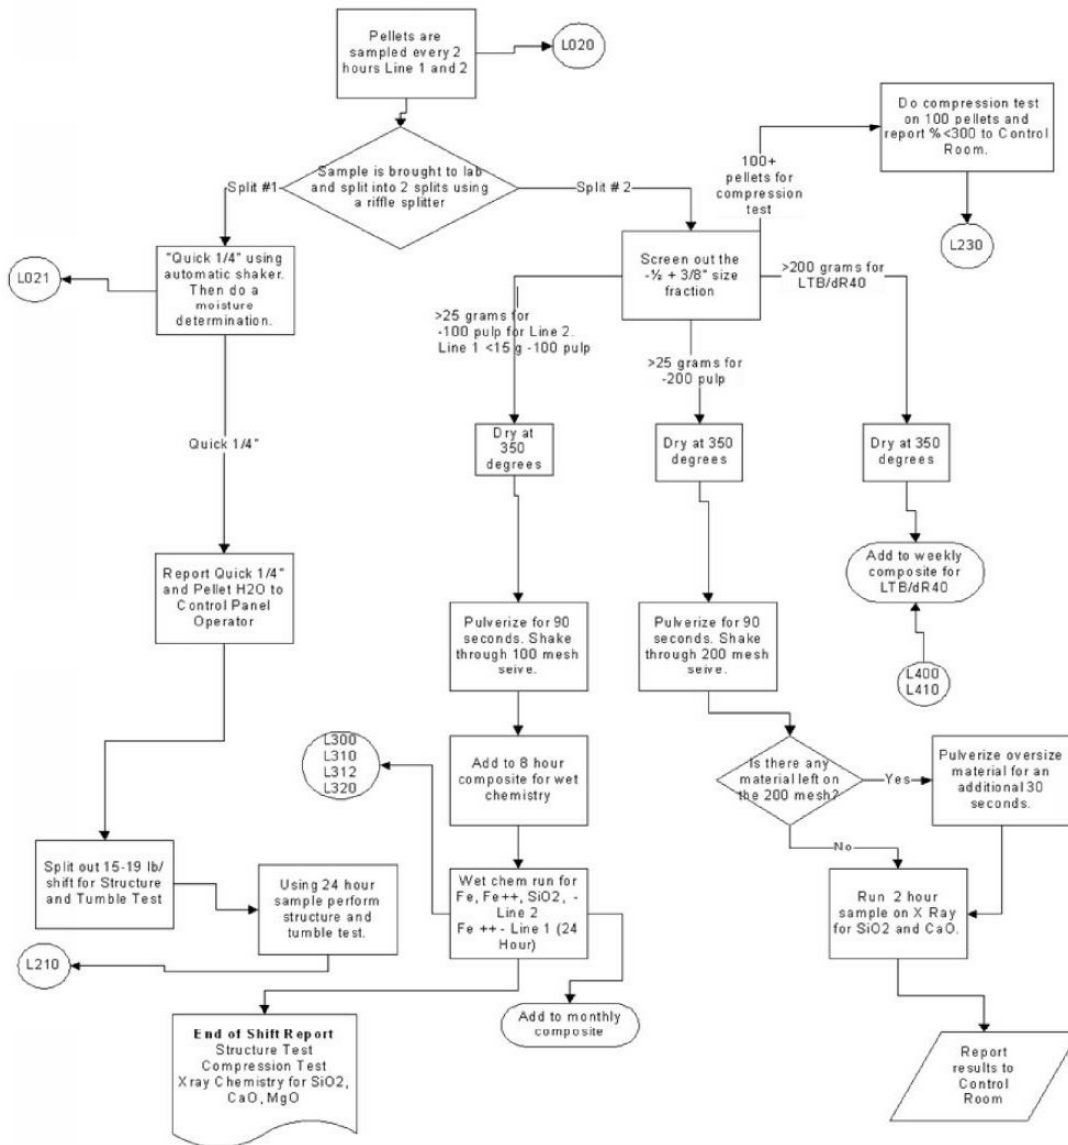 Pellets are
sampled every 2
hours Line 1 and 2
L020
Do compression test
on 100 pellets and
report %<300 to Control
Room.
100+
pellets for
compression
test
Sample is brought to lab
and split into 2 splits using
a riffle splitter
Split #1
Split # 2
L230
"Quick 1/4" using
automatic shaker.
Then do a
moisture
determination.
L021
Screen out the
-½ + 3/8" size
fraction
>200 grams for
LTB/dR40
>25 grams for
-100 pulp for Line 2.
Line 1 <15 g -100 pulp
>25 grams for
-200 pulp
Quick 1/4"
Dry at
350
degrees
Dry at 350
degrees
Dry at 350
degrees
Add to weekly
composite for
LTB/dR40
Report Quick 1/4"
and Pellet H2O to
Control Panel
Operator
Pulverize for 90
seconds. Shake
through 100 mesh
seive.
Pulverize for 90
seconds. Shake
through 200 mesh
seive.
L400
L410
L300
L310
L312
L320
Add to 8 hour
composite for wet
chemistry
Is there any
material left on
the 200 mesh?
Yes
Pulverize oversize
material for an
additional 30
seconds.
No
Split out 15-19 lb/
shift for Structure
and Tumble Test
Using 24 hour
sample perform
structure and
tumble test.
Wet chem run for
Fe, Fe++, SiO2, -
Line 2
Fe ++ - Line 1 (24
Hour)
Run 2 hour
sample on X Ray
for SiO2 and CaO.
L210
Add to monthly
composite
End of Shift Report
Structure Test
Compression Test
Xray Chemistry for SiO2,
CaO, MgO
Report
results to
Control
Room